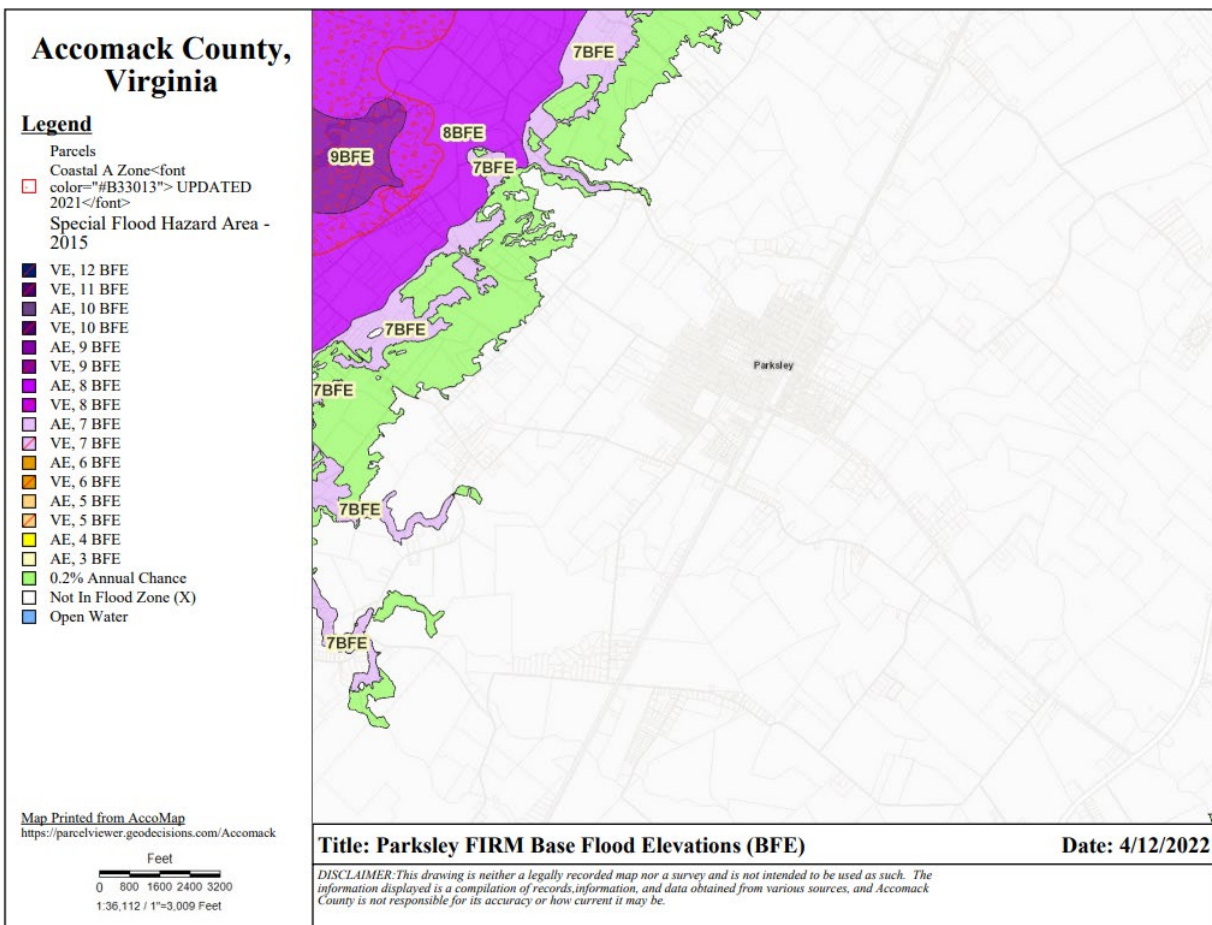 Accomack County,
Virginia
Legend
Parcels
Coastal A Zone<font
color="#B33013"> UPDATED
2021</font>
Special Flood Hazard Area -
2015
VE, 12 BFE
VE, 11 BFE
AE, 10 BFE
VE, 10 BFE
AE, 9 BFE
VE, 9 BFE
AE, 8 BFE
VE, 8 BFE
AE, 7 BFE
VE, 7 BFE
AE, 6 BFE
VE, 6 BFE
AE, 5 BFE
VE, 5 BFE
AE, 4 BFE
AE, 3 BFE
0.2% Annual Chance
Not In Flood Zone (X)
Open Water
Map Printed from AccoMap
https://parcelviewer.geodecisions.com/Accomack
Feet
0 800 1600 2400 3200
1:36,112 / 1"=3,009 Feet
7BFE
8BFE
9BFE
7BFE
7BFE
7BFE
Parksley
7BFE
7BFE
Title: Parksley FIRM Base Flood Elevations (BFE)
Date: 4/12/2022
DISCLAIMER:This drawing is neither a legally recorded map nor a survey and is not intended to be used as such. The
information displayed is a compilation of records,information, and data obtained from various sources, and Accomack
County is not responsible for its accuracy or how current it may be.